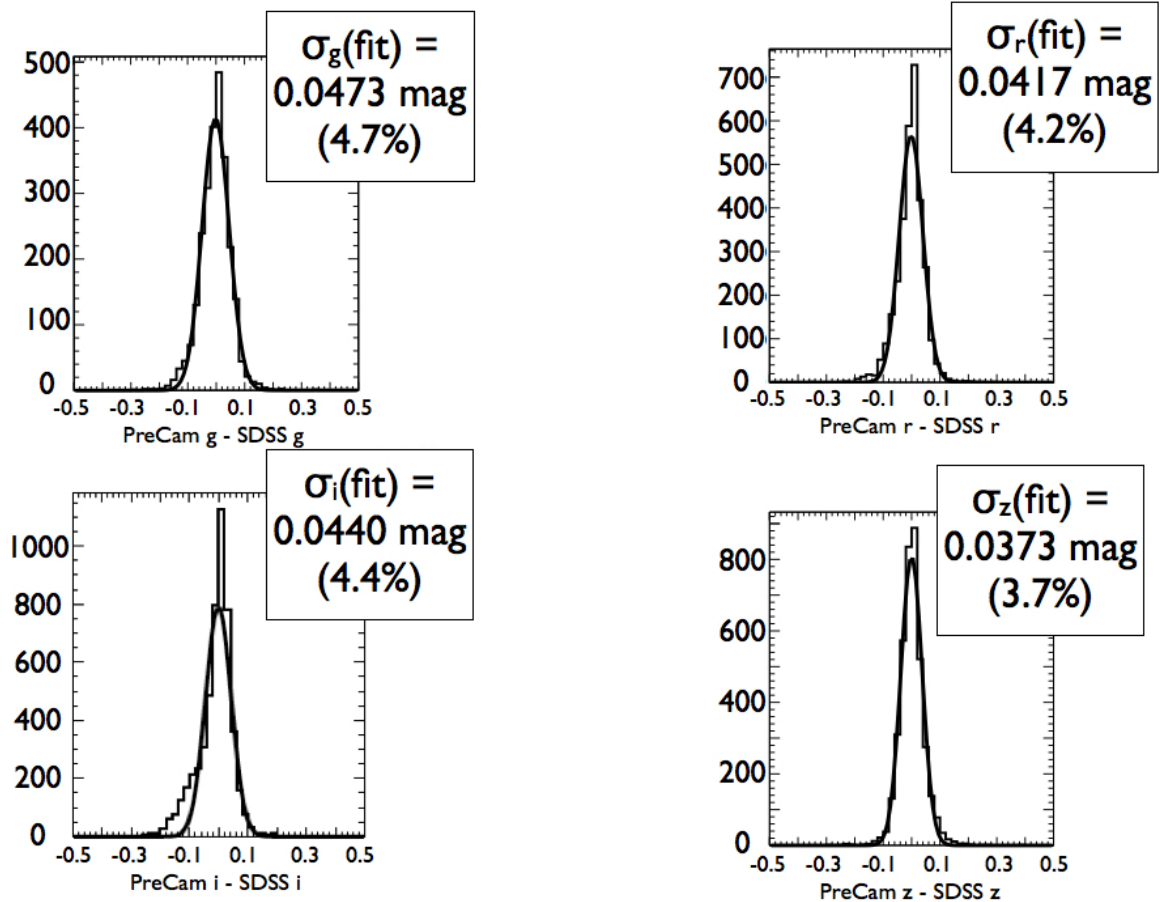 σg(fit) =
0.0473 mag
(4.7%)
500
400
300
200
100
0
-0.5 -0.3 -0.1 0.1 0.3 0.5
PreCam g - SDSS g
σr(fit) =
0.0417 mag
(4.2%)
700
600
500
400
300
200
100
0
-0.5 -0.3 -0.1 0.1 0.3 0.5
PreCam r - SDSS r
σi(fit) =
0.0440 mag
(4.4%)
1000
800
600
400
200
0
-0.5 -0.3 -0.1 0.1 0.3 0.5
PreCam i - SDSS i
σz(fit) =
0.0373 mag
(3.7%)
800
600
400
200
0
-0.5 -0.3 -0.1 0.1 0.3 0.5
PreCam z - SDSS z